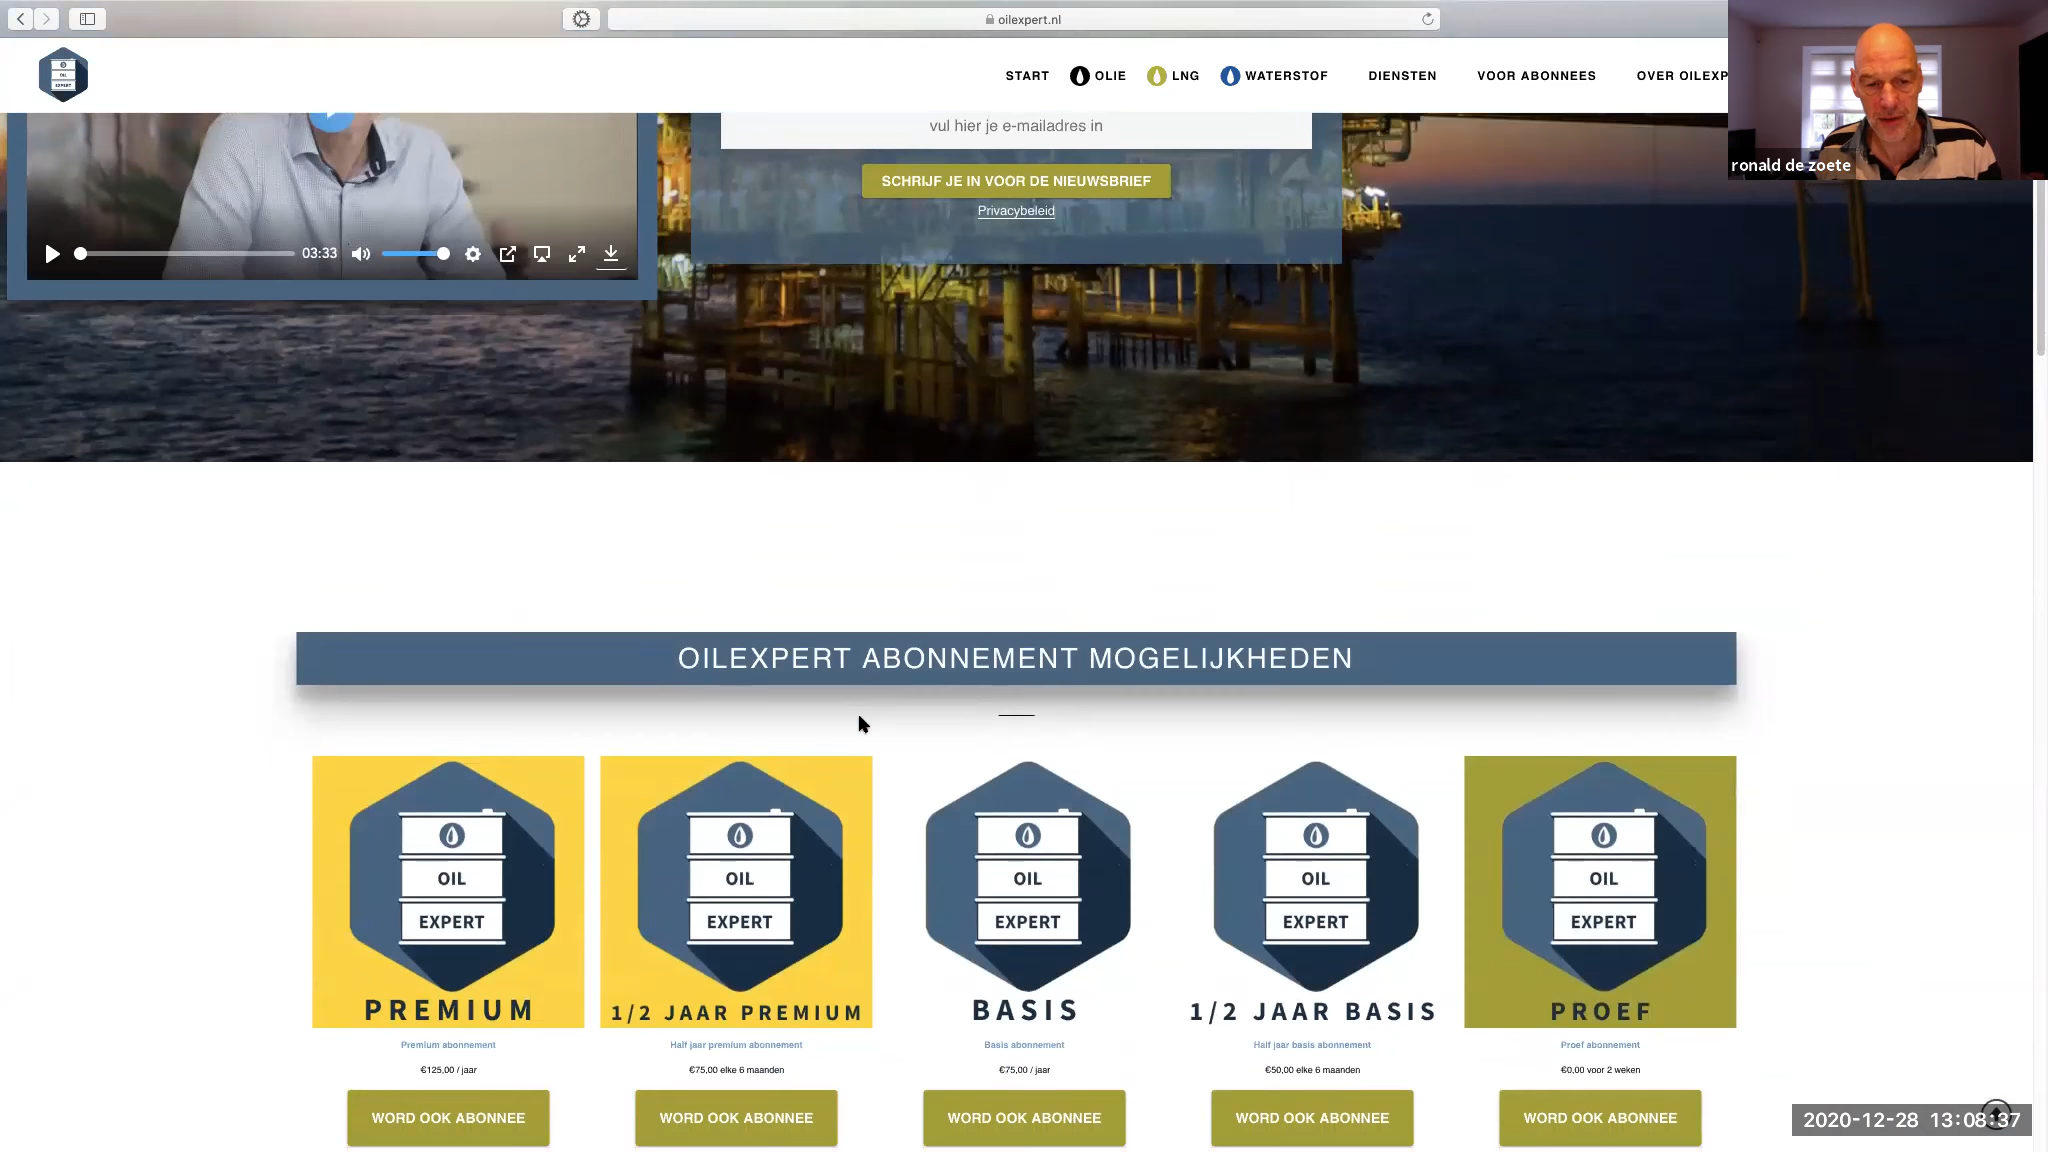 oilexpert.nl
OIL
EXPERT
START OLIE LNG WATERSTOF DIENSTEN VOOR ABONNEES OVER OILEXP
ronald de zoete
vul hier je e-mailadres in
SCHRIJF JE IN VOOR DE NIEUWSBRIEF
Privacybeleid
03:33
OILEXPERT ABONNEMENT MOGELIJKHEDEN
OIL
EXPERT
PREMIUM
Premium abonnement
€125,00 / jaar
WORD OOK ABONNEE
OIL
EXPERT
1/2 JAAR PREMIUM
Half jaar premium abonnement
€75,00 elke 6 maanden
WORD OOK ABONNEE
OIL
EXPERT
BASIS
Basis abonnement
€75,00 / jaar
WORD OOK ABONNEE
OIL
EXPERT
1/2 JAAR BASIS
Half jaar basis abonnement
€50,00 elke 6 maanden
WORD OOK ABONNEE
OIL
EXPERT
PROEF
Proef abonnement
€0,00 voor 2 weken
WORD OOK ABONNEE
2020-12-28 13:08:37